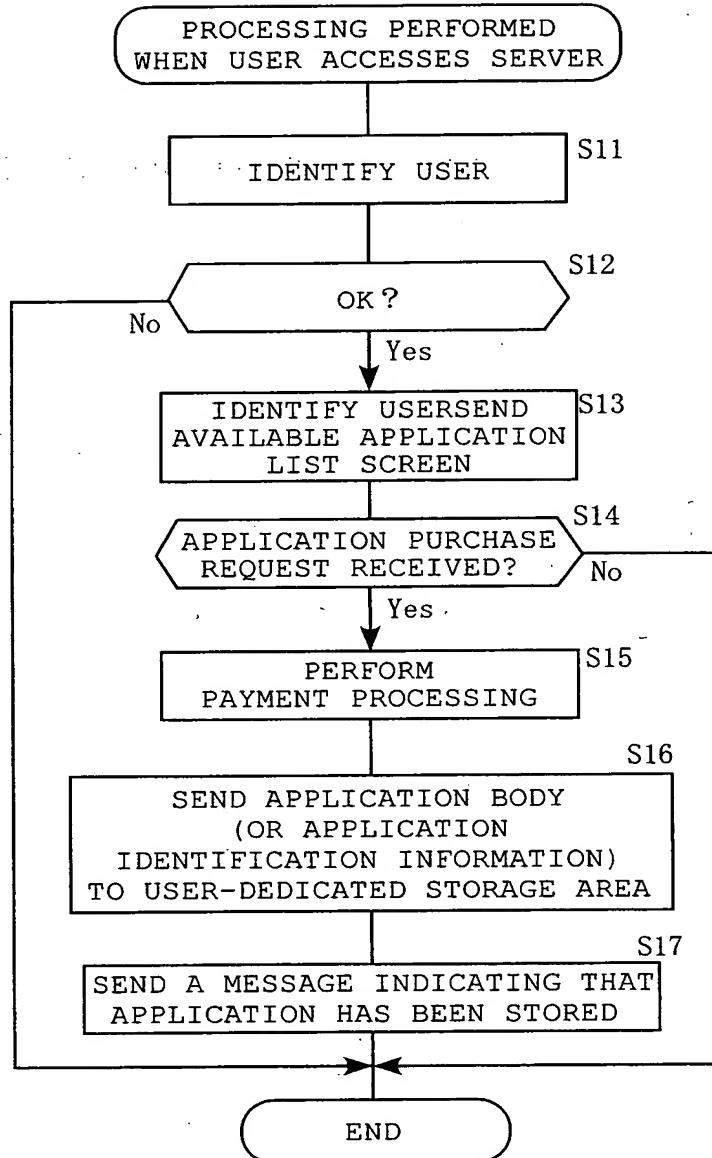 PROCESSING PERFORMED
WHEN USER ACCESSES SERVER
S11
IDENTIFY USER
S12
OK?
No
Yes
S13
IDENTIFY USERSEND
AVAILABLE APPLICATION
LIST SCREEN
S14
APPLICATION PURCHASE
REQUEST RECEIVED?
No
Yes
S15
PERFORM
PAYMENT PROCESSING
S16
SEND APPLICATION BODY
(OR APPLICATION
IDENTIFICATION INFORMATION)
TO USER-DEDICATED STORAGE AREA
S17
SEND A MESSAGE INDICATING THAT
APPLICATION HAS BEEN STORED
END